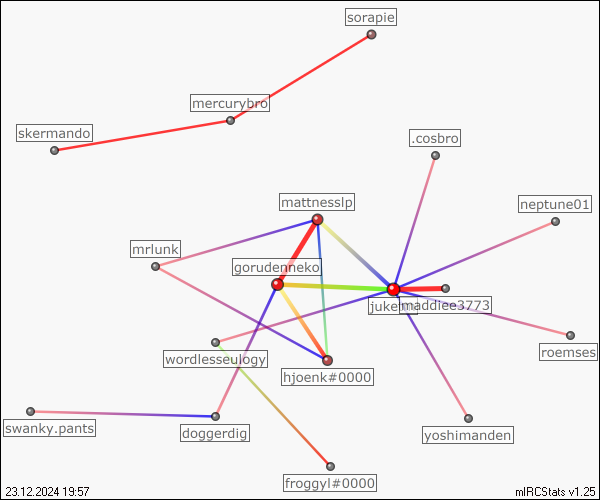 sorapie
mercurybro
skermando
.cosbro
mattnesslp
neptune01
mrlunk
gorudenneko
maddiee3773
roemses
wordlesseulogy
hjoenk#0000
swanky.pants
doggerdig
yoshimanden
froggyl#0000
23.12.2024 19:57
mIRCStats v1.25